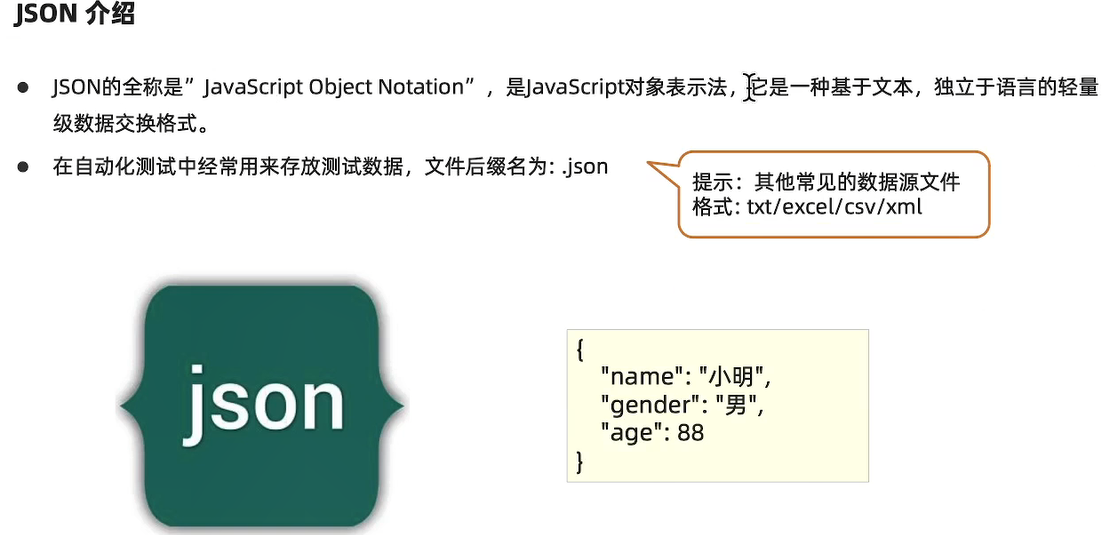 JSON 介绍
● JSON的全称是” JavaScript Object Notation” ，是JavaScript对象表示法，它是一种基于文本，独立于语言的轻量
级数据交换格式。
● 在自动化测试中经常用来存放测试数据，文件后缀名为: .json
提示：其他常见的数据源文件
格式: txt/excel/csv/xml
json
{
"name": "小明",
"gender": "男",
"age": 88
}